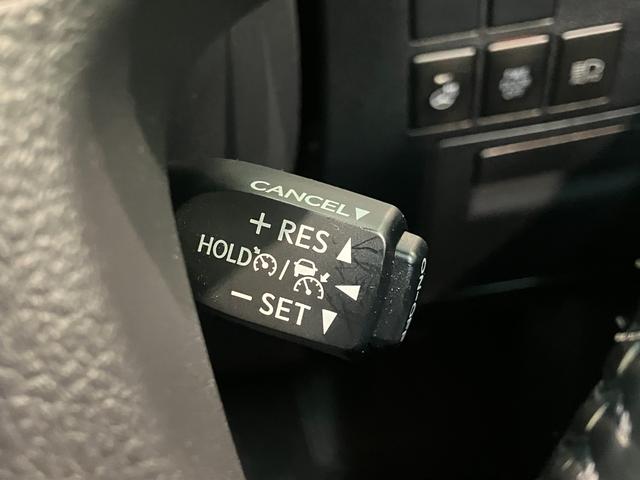 CANCEL▼
+RES▲
HOLD / ◀
−SET▼
ON-OFF